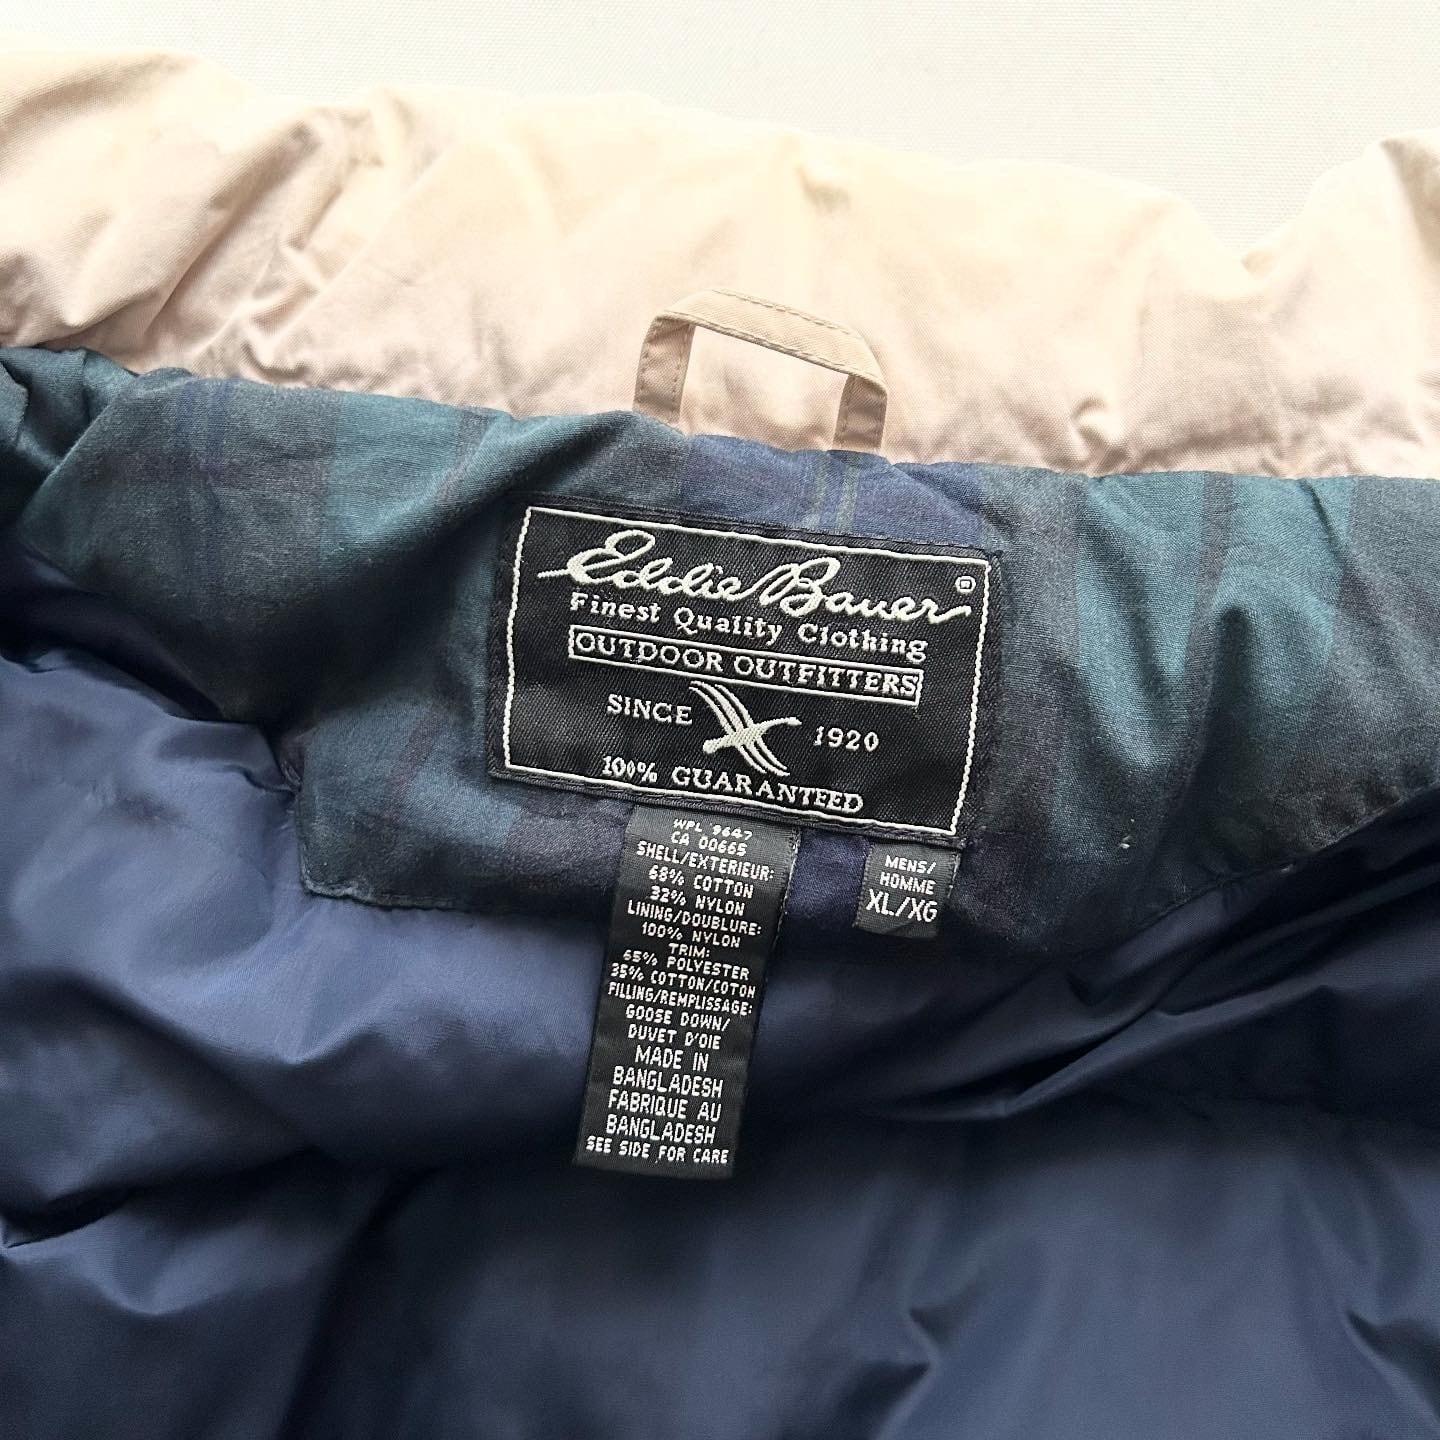 Eddie Bauer ®
Finest Quality Clothing
OUTDOOR OUTFITTERS
SINCE 1920
100% GUARANTEED
WPL 9647
CA 00665
SHELL/EXTERIEUR:
68% COTTON
32% NYLON
LINING/DOUBLURE:
100% NYLON
TRIM:
65% POLYESTER
35% COTTON/COTON
FILLING/REMPLISSAGE:
GOOSE DOWN/
DUVET D'OIE
MADE IN
BANGLADESH
FABRIQUE AU
BANGLADESH
SEE SIDE FOR CARE
MENS/
HOMME
XL/XG